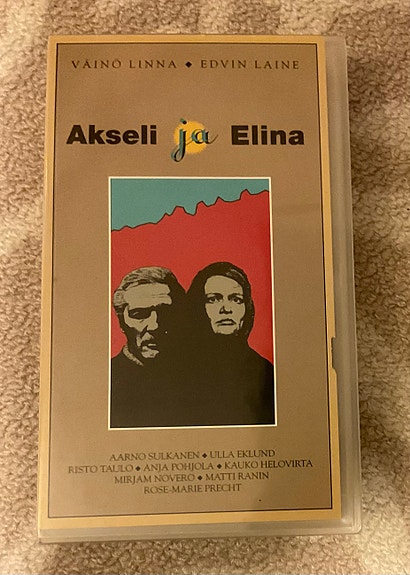 VÄINÖ LINNA ◆ EDVIN LAINE
Akseli ja Elina
AARNO SULKANEN ◆ ULLA EKLUND
RISTO TAULO ◆ ANJA POHJOLA ◆ KAUKO HELOVIRTA
MIRJAM NOVERO ◆ MATTI RANIN
ROSE-MARIE PRECHT